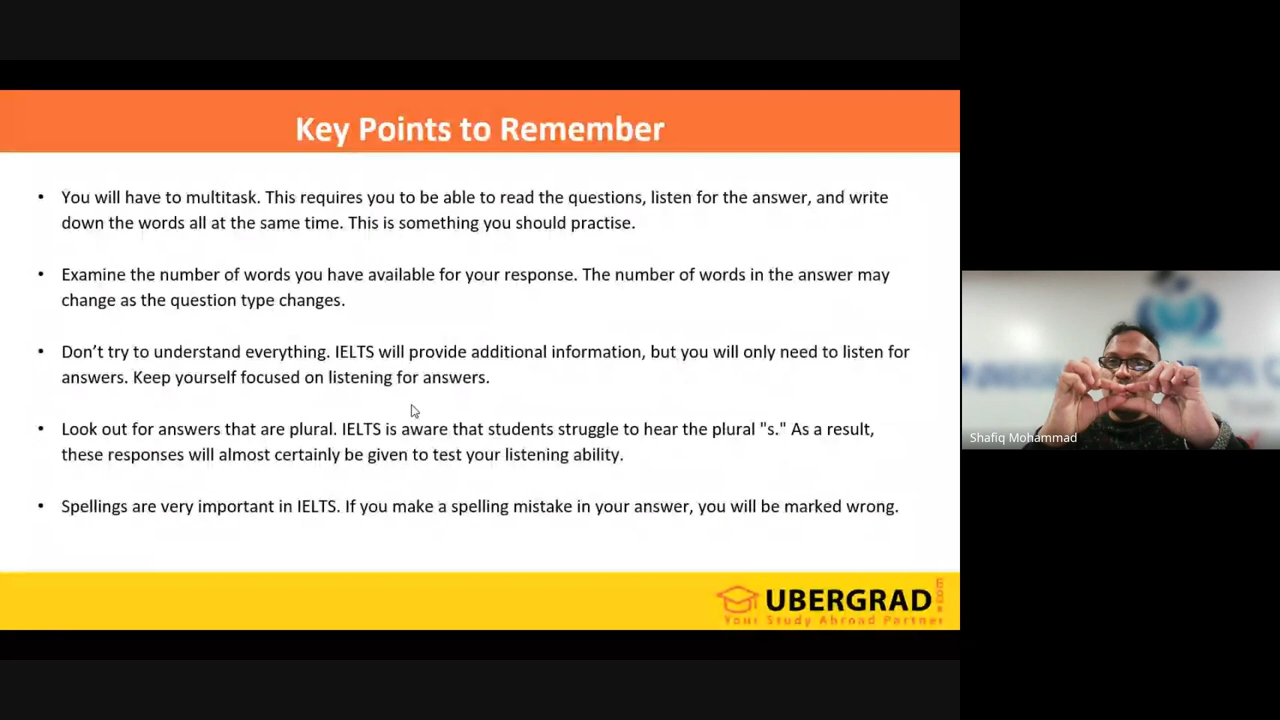 Key Points to Remember
• You will have to multitask. This requires you to be able to read the questions, listen for the answer, and write
down the words all at the same time. This is something you should practise.
• Examine the number of words you have available for your response. The number of words in the answer may
change as the question type changes.
• Don’t try to understand everything. IELTS will provide additional information, but you will only need to listen for
answers. Keep yourself focused on listening for answers.
• Look out for answers that are plural. IELTS is aware that students struggle to hear the plural "s." As a result,
these responses will almost certainly be given to test your listening ability.
• Spellings are very important in IELTS. If you make a spelling mistake in your answer, you will be marked wrong.
UBERGRAD
Your Study Abroad Partner
Shafiq Mohammad